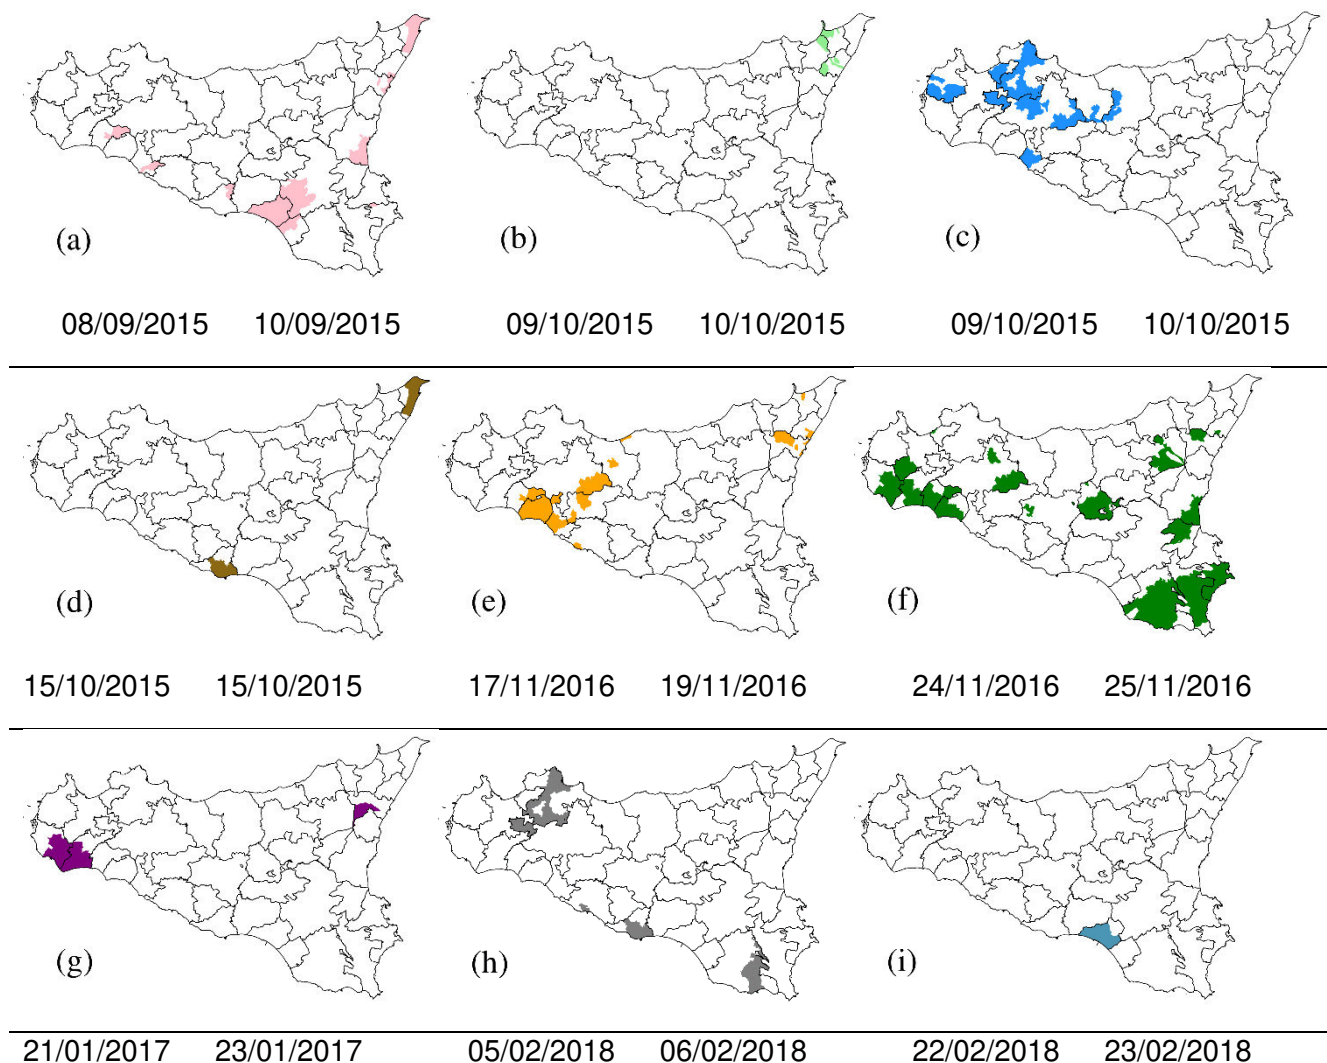 (a) (b) (c)
08/09/2015 10/09/2015 09/10/2015 10/10/2015 09/10/2015 10/10/2015
(d) (e) (f)
15/10/2015 15/10/2015 17/11/2016 19/11/2016 24/11/2016 25/11/2016
(g) (h) (i)
21/01/2017 23/01/2017 05/02/2018 06/02/2018 22/02/2018 23/02/2018